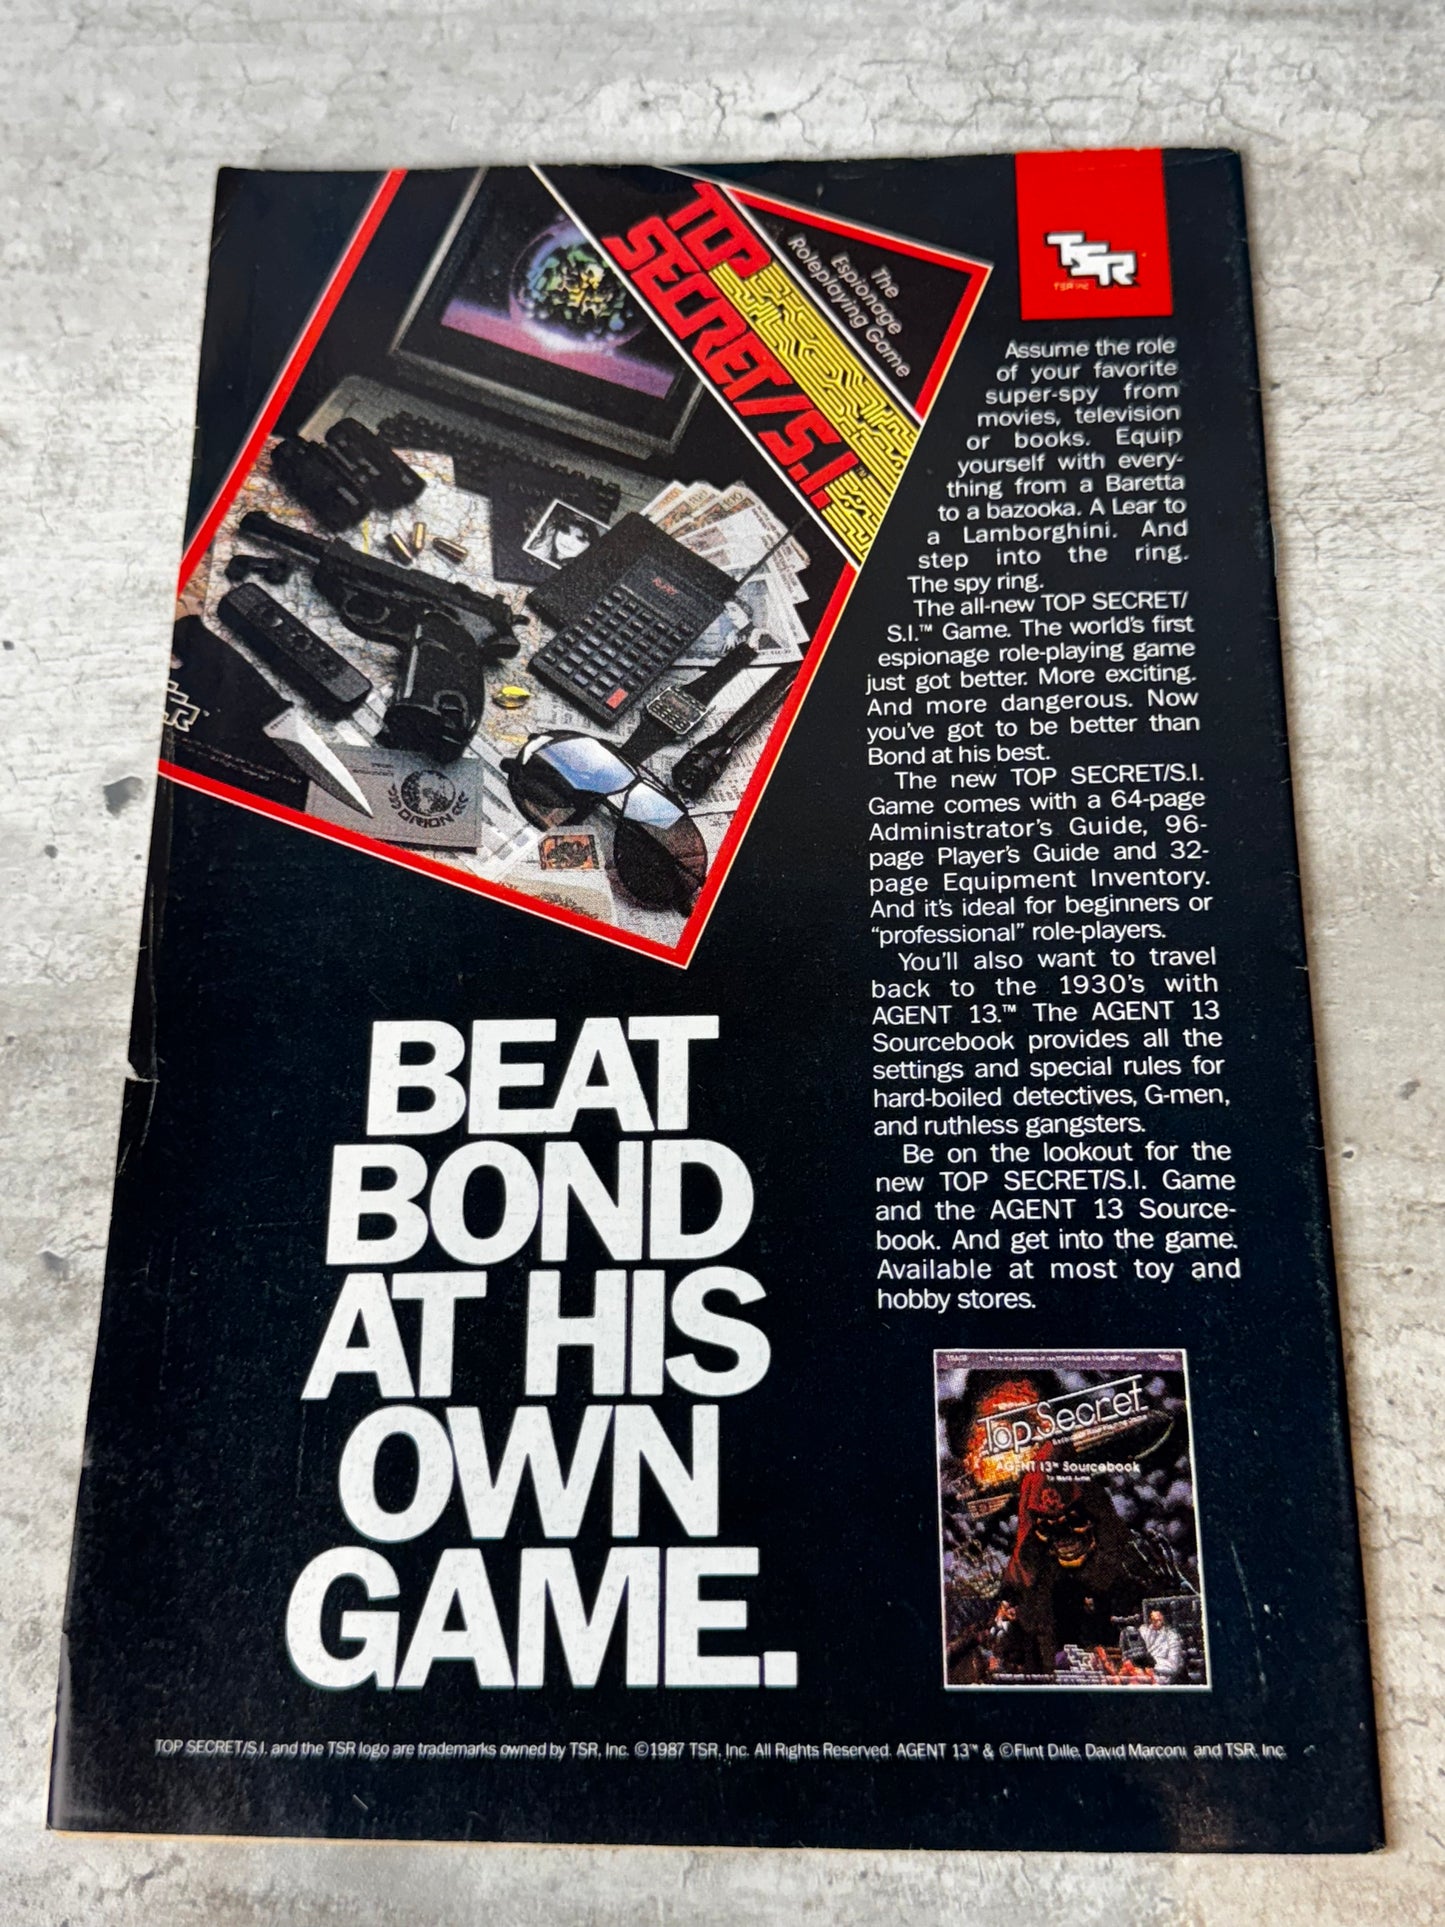 TOP
SECRET/S.I.™
The
Espionage
Roleplaying Game
TSR
TSR Inc
ORION
Assume the role
of your favorite
super-spy from
movies, television
or books. Equip
yourself with every-
thing from a Baretta
to a bazooka. A Lear to
a Lamborghini. And
step into the ring.
The spy ring.
The all-new TOP SECRET/
S.I.™ Game. The world's first
espionage role-playing game
just got better. More exciting.
And more dangerous. Now
you've got to be better than
Bond at his best.
The new TOP SECRET/S.I.
Game comes with a 64-page
Administrator's Guide, 96-
page Player's Guide and 32-
page Equipment Inventory.
And it's ideal for beginners or
“professional” role-players.
You'll also want to travel
back to the 1930's with
AGENT 13.™ The AGENT 13
Sourcebook provides all the
settings and special rules for
hard-boiled detectives, G-men,
and ruthless gangsters.
Be on the lookout for the
new TOP SECRET/S.I. Game
and the AGENT 13 Source-
book. And get into the game.
Available at most toy and
hobby stores.
BEAT
BOND
AT HIS
OWN
GAME.
Top Secret
AGENT 13™ Sourcebook
TOP SECRET/S.I. and the TSR logo are trademarks owned by TSR, Inc. ©1987 TSR, Inc. All Rights Reserved. AGENT 13™ & ©Flint Dille, David Marconi and TSR, Inc.